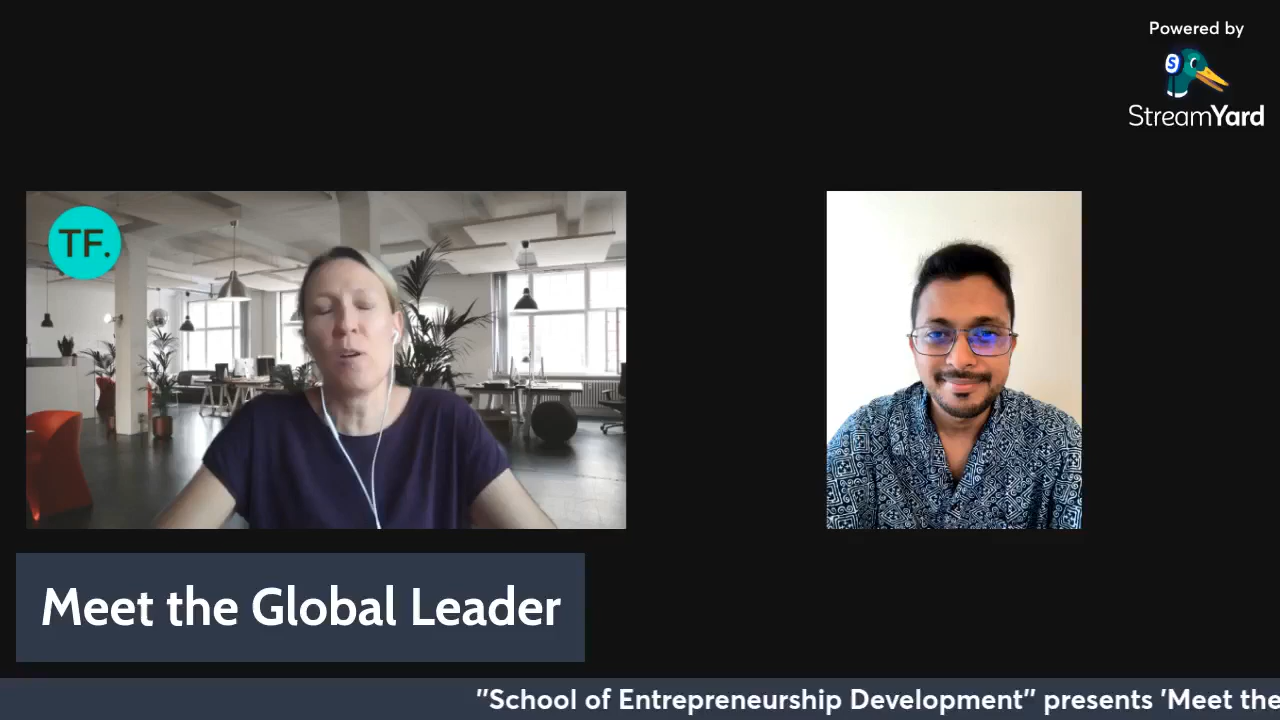 Powered by
S
StreamYard
TF.
Meet the Global Leader
"School of Entrepreneurship Development" presents 'Meet the